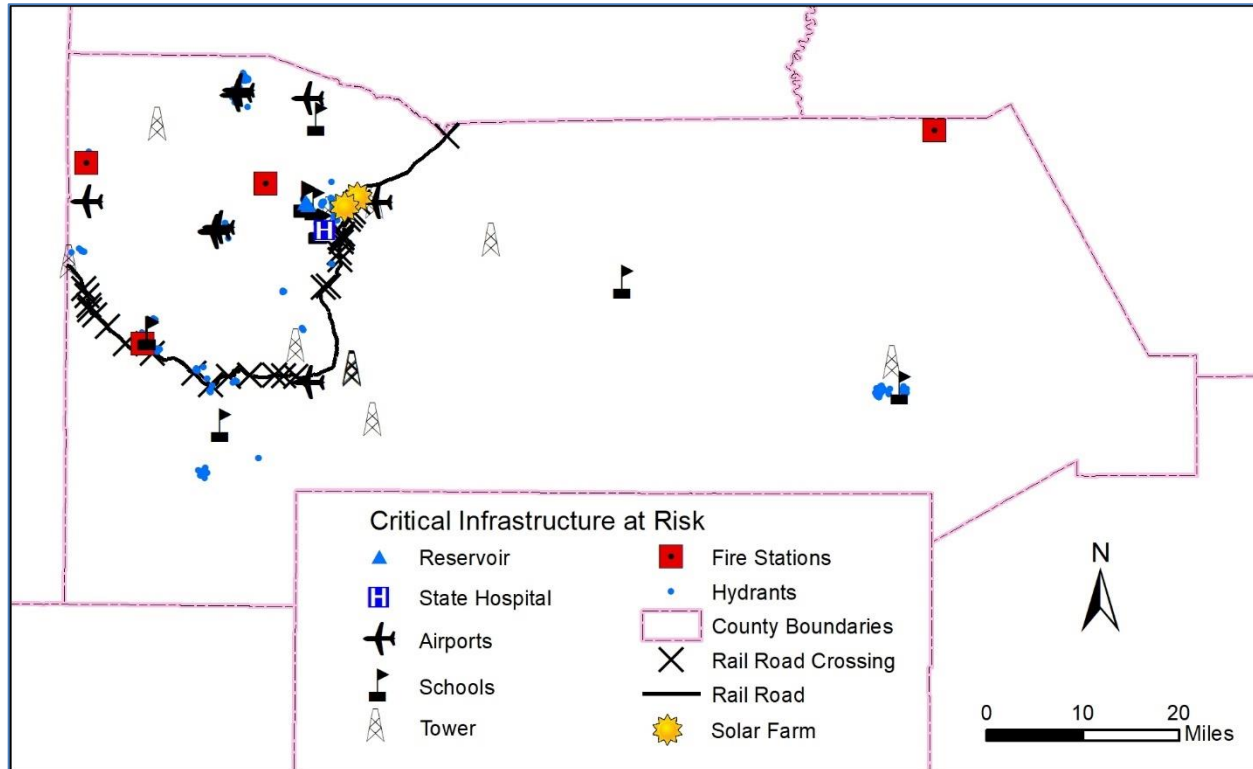 Critical Infrastructure at Risk
Reservoir
H State Hospital
Airports
Schools
Tower
Fire Stations
Hydrants
County Boundaries
Rail Road Crossing
Rail Road
Solar Farm
H
N
0 10 20
Miles